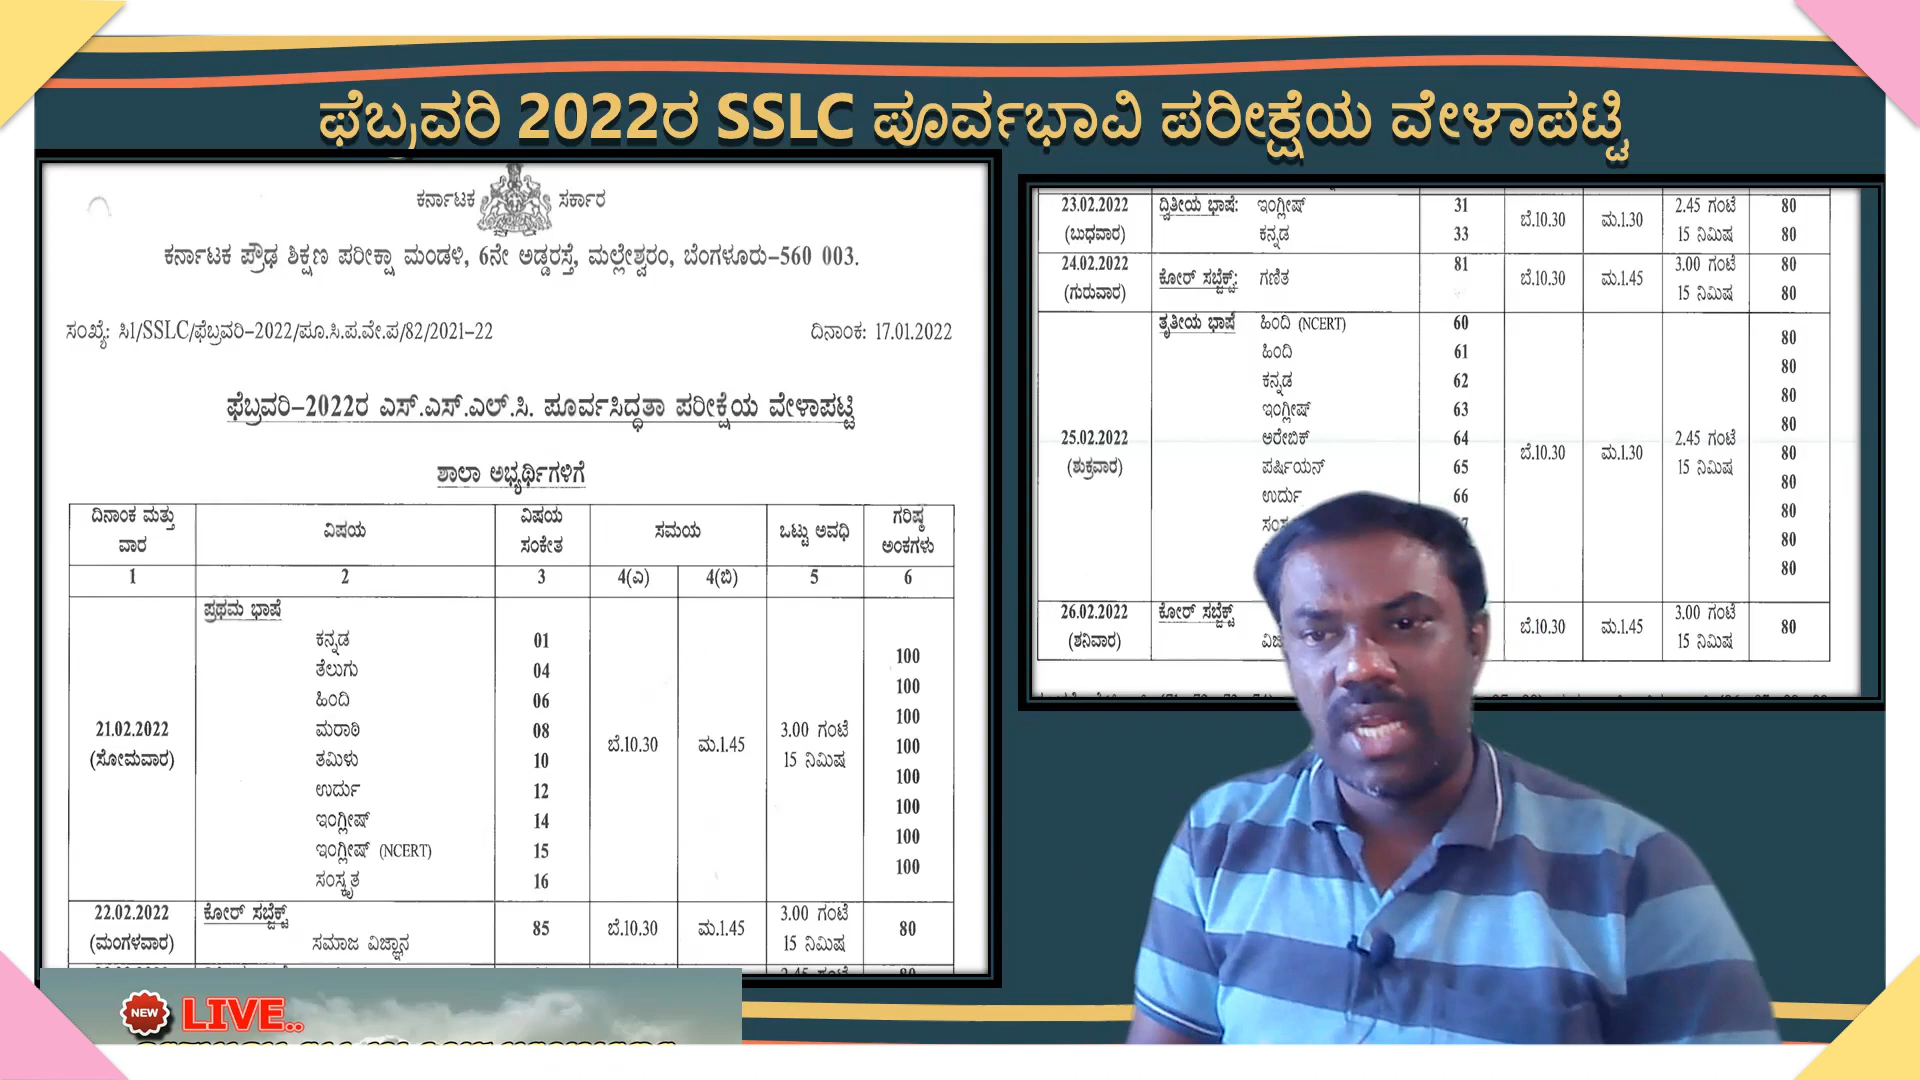 ಫೆಬ್ರವರಿ 2022ರ SSLC ಪೂರ್ವಭಾವಿ ಪರೀಕ್ಷೆಯ ವೇಳಾಪಟ್ಟಿ
ಕರ್ನಾಟಕ ಸರ್ಕಾರ
ಕರ್ನಾಟಕ ಪ್ರೌಢ ಶಿಕ್ಷಣ ಪರೀಕ್ಷಾ ಮಂಡಳಿ, 6ನೇ ಅಡ್ಡರಸ್ತೆ, ಮಲ್ಲೇಶ್ವರಂ, ಬೆಂಗಳೂರು-560 003.
ಸಂಖ್ಯೆ: ಸಿ1/SSLC/ಫೆಬ್ರವರಿ-2022/ಪೂ.ಸಿ.ಪ.ವೇ.ಪ/82/2021-22 ದಿನಾಂಕ: 17.01.2022
ಫೆಬ್ರವರಿ-2022ರ ಎಸ್.ಎಸ್.ಎಲ್.ಸಿ. ಪೂರ್ವಸಿದ್ಧತಾ ಪರೀಕ್ಷೆಯ ವೇಳಾಪಟ್ಟಿ
ಶಾಲಾ ಅಭ್ಯರ್ಥಿಗಳಿಗೆ
ದಿನಾಂಕ ಮತ್ತು ವಾರ ವಿಷಯ ವಿಷಯ ಸಂಕೇತ ಸಮಯ ಒಟ್ಟು ಅವಧಿ ಗರಿಷ್ಠ ಅಂಕಗಳು
1 2 3 4(ಎ) 4(ಬಿ) 5 6
ಪ್ರಥಮ ಭಾಷೆ
ಕನ್ನಡ 01 100
ತೆಲುಗು 04 100
ಹಿಂದಿ 06 100
21.02.2022 ಮರಾಠಿ 08 ಬೆ.10.30 ಮ.1.45 3.00 ಗಂಟೆ 100
(ಸೋಮವಾರ) ತಮಿಳು 10 15 ನಿಮಿಷ 100
ಉರ್ದು 12 100
ಇಂಗ್ಲೀಷ್ 14 100
ಇಂಗ್ಲೀಷ್ (NCERT) 15 100
ಸಂಸ್ಕೃತ 16
22.02.2022 ಕೋರ್ ಸಬ್ಜೆಕ್ಟ್ 85 ಬೆ.10.30 ಮ.1.45 3.00 ಗಂಟೆ 80
(ಮಂಗಳವಾರ) ಸಮಾಜ ವಿಜ್ಞಾನ 15 ನಿಮಿಷ
23.02.2022 ದ್ವಿತೀಯ ಭಾಷೆ: ಇಂಗ್ಲೀಷ್ 31 ಬೆ.10.30 ಮ.1.30 2.45 ಗಂಟೆ 80
(ಬುಧವಾರ) ಕನ್ನಡ 33 15 ನಿಮಿಷ 80
24.02.2022 ಕೋರ್ ಸಬ್ಜೆಕ್ಟ್: ಗಣಿತ 81 ಬೆ.10.30 ಮ.1.45 3.00 ಗಂಟೆ 80
(ಗುರುವಾರ) 15 ನಿಮಿಷ 80
ತೃತೀಯ ಭಾಷೆ ಹಿಂದಿ (NCERT) 60 80
ಹಿಂದಿ 61 80
ಕನ್ನಡ 62 80
ಇಂಗ್ಲೀಷ್ 63 80
25.02.2022 ಅರೇಬಿಕ್ 64 ಬೆ.10.30 ಮ.1.30 2.45 ಗಂಟೆ 80
(ಶುಕ್ರವಾರ) ಪರ್ಷಿಯನ್ 65 15 ನಿಮಿಷ 80
ಉರ್ದು 66 80
80
80
26.02.2022 ಕೋರ್ ಸಬ್ಜೆಕ್ಟ್ ಬೆ.10.30 ಮ.1.45 3.00 ಗಂಟೆ 80
(ಶನಿವಾರ) 15 ನಿಮಿಷ
NEW LIVE..